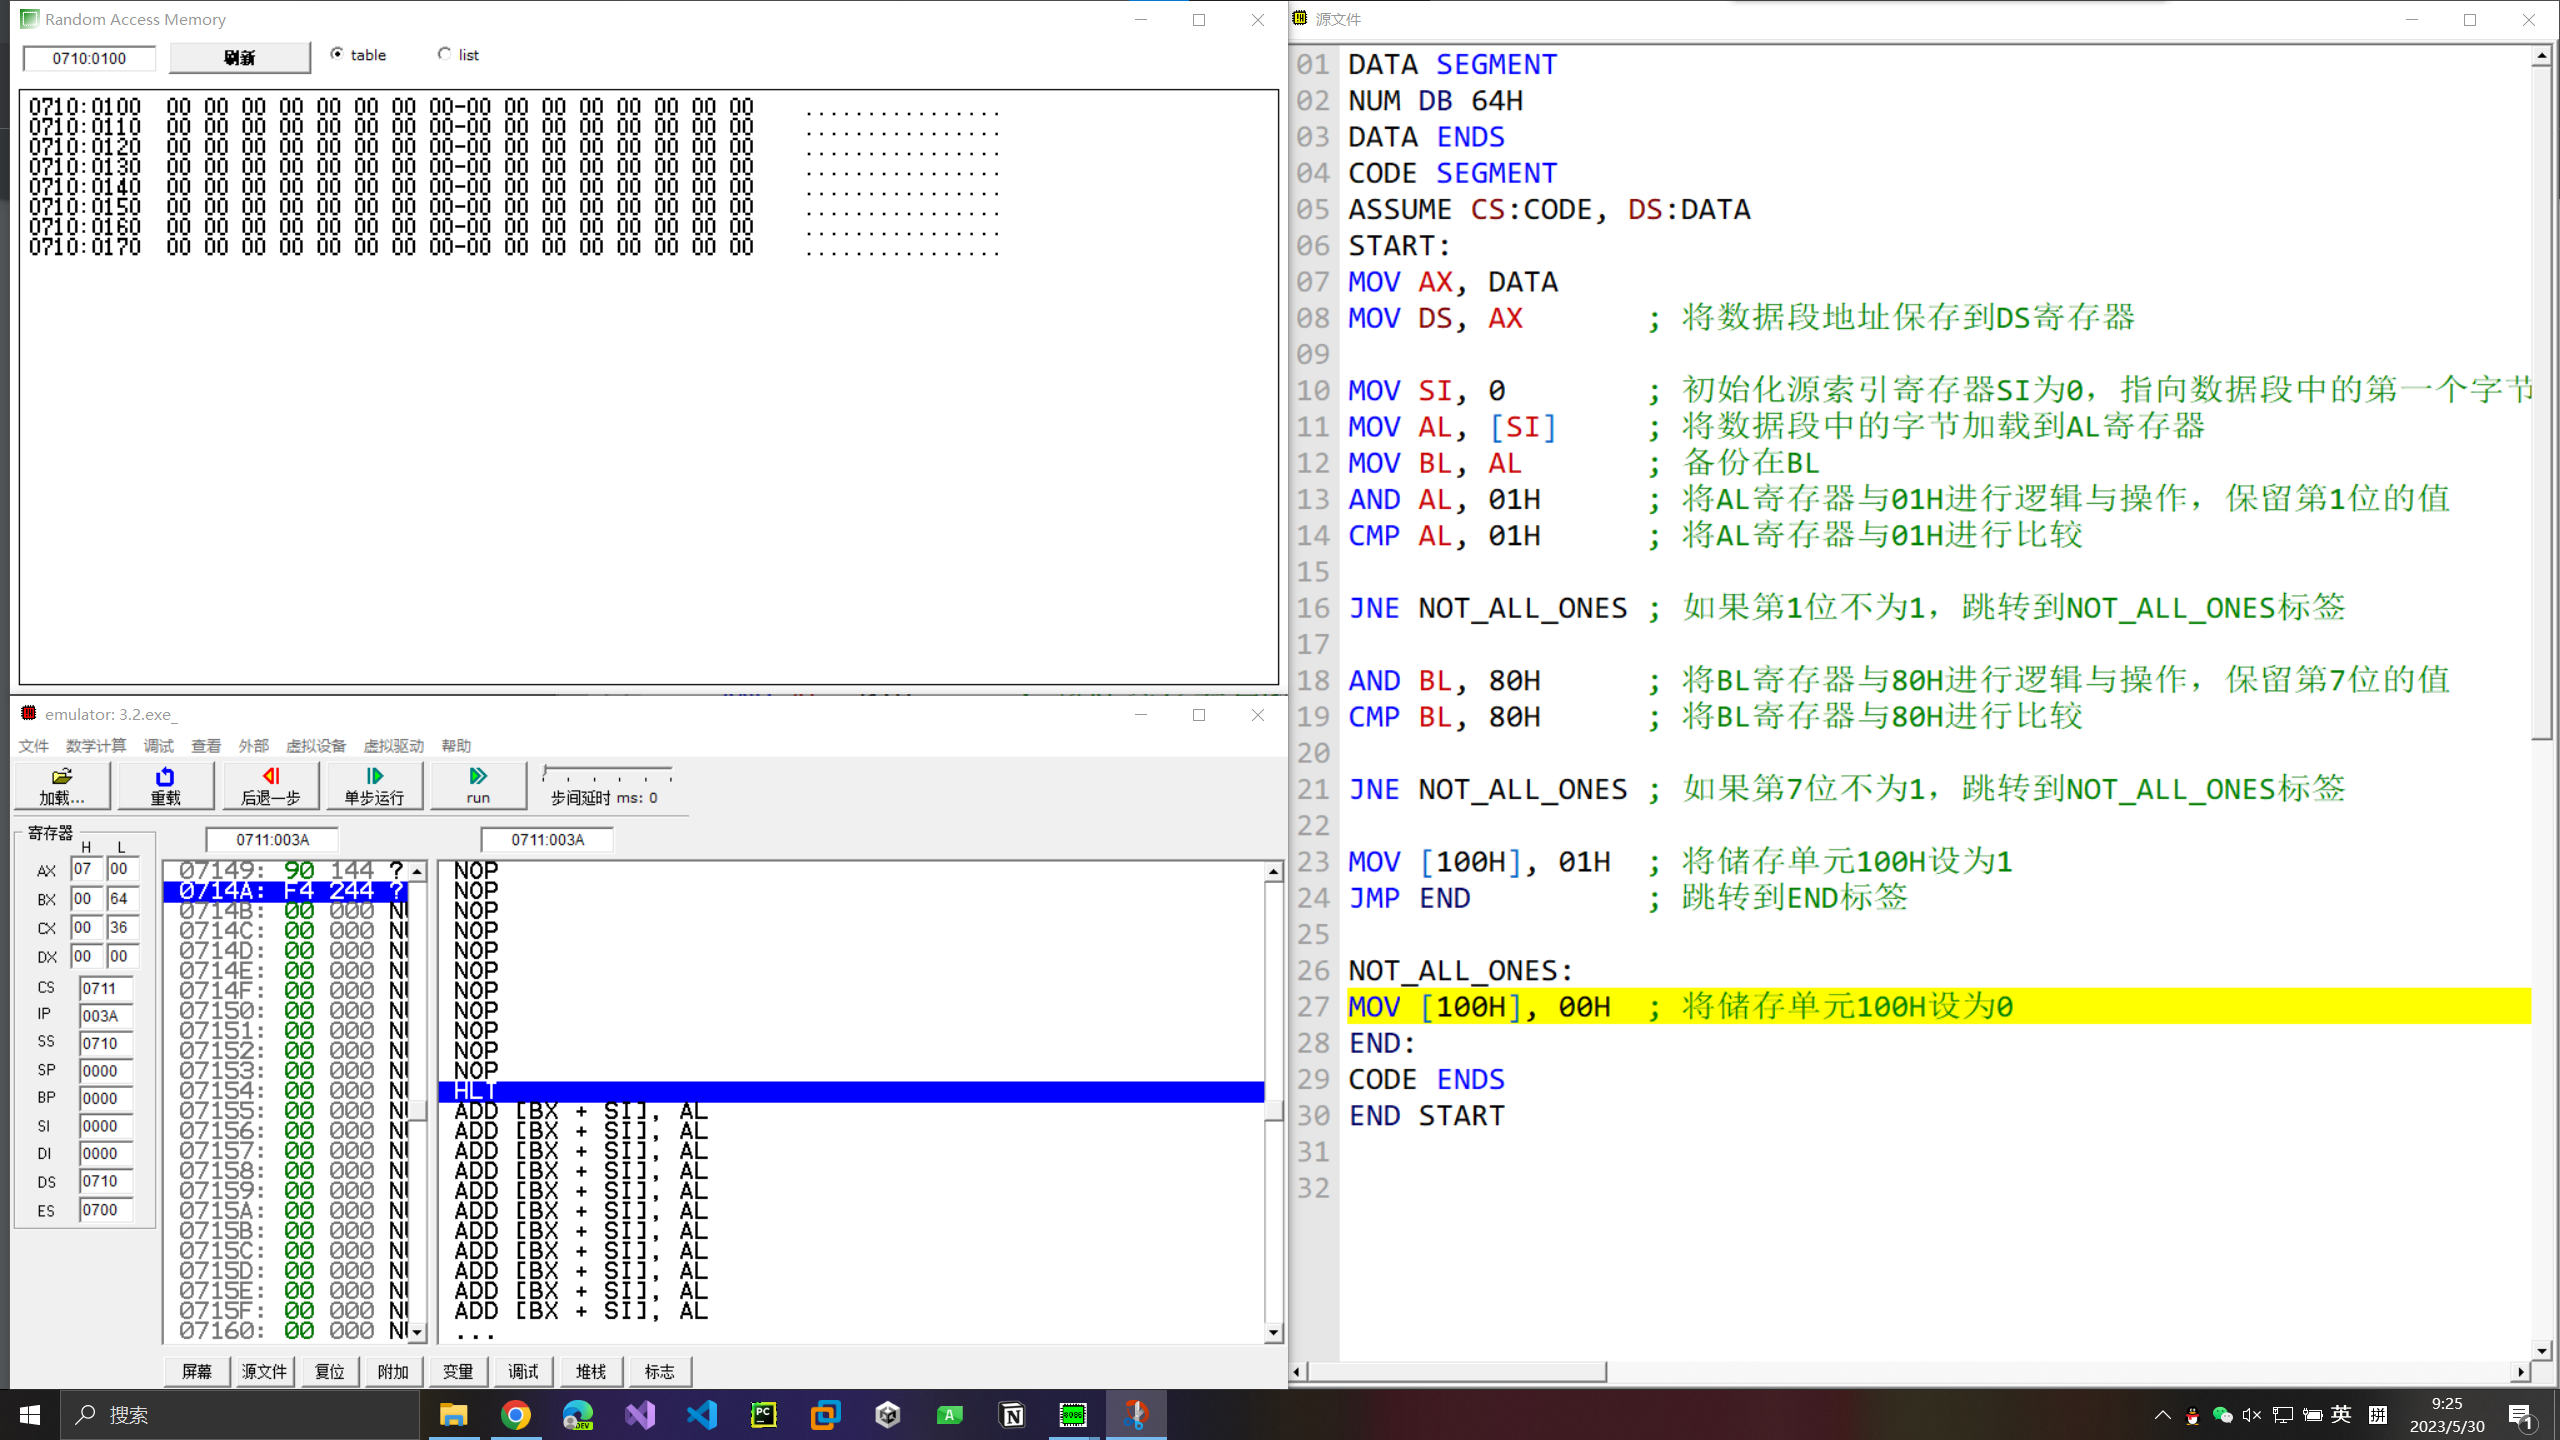 Random Access Memory
0710:0100 刷新 table list
0710:0100 00 00 00 00 00 00 00 00-00 00 00 00 00 00 00 00 ................
0710:0110 00 00 00 00 00 00 00 00-00 00 00 00 00 00 00 00 ................
0710:0120 00 00 00 00 00 00 00 00-00 00 00 00 00 00 00 00 ................
0710:0130 00 00 00 00 00 00 00 00-00 00 00 00 00 00 00 00 ................
0710:0140 00 00 00 00 00 00 00 00-00 00 00 00 00 00 00 00 ................
0710:0150 00 00 00 00 00 00 00 00-00 00 00 00 00 00 00 00 ................
0710:0160 00 00 00 00 00 00 00 00-00 00 00 00 00 00 00 00 ................
0710:0170 00 00 00 00 00 00 00 00-00 00 00 00 00 00 00 00 ................
emulator: 3.2.exe_
文件 数学计算 调试 查看 外部 虚拟设备 虚拟驱动 帮助
加载... 重载 后退一步 单步运行 run 步间延时 ms: 0
寄存器
H L
AX 07 00
BX 00 64
CX 00 36
DX 00 00
CS 0711
IP 003A
SS 0710
SP 0000
BP 0000
SI 0000
DI 0000
DS 0710
ES 0700
0711:003A
07149: 90 144 ?
0714A: F4 244 ?
0714B: 00 000
0714C: 00 000
0714D: 00 000
0714E: 00 000
0714F: 00 000
07150: 00 000
07151: 00 000
07152: 00 000
07153: 00 000
07154: 00 000
07155: 00 000
07156: 00 000
07157: 00 000
07158: 00 000
07159: 00 000
0715A: 00 000
0715B: 00 000
0715C: 00 000
0715D: 00 000
0715E: 00 000
0715F: 00 000
07160: 00 000
0711:003A
NOP
NOP
NOP
NOP
NOP
NOP
NOP
NOP
NOP
NOP
NOP
HLT
ADD [BX + SI], AL
ADD [BX + SI], AL
ADD [BX + SI], AL
ADD [BX + SI], AL
ADD [BX + SI], AL
ADD [BX + SI], AL
ADD [BX + SI], AL
ADD [BX + SI], AL
ADD [BX + SI], AL
ADD [BX + SI], AL
ADD [BX + SI], AL
...
屏幕 源文件 复位 附加 变量 调试 堆栈 标志
源文件
01 DATA SEGMENT
02 NUM DB 64H
03 DATA ENDS
04 CODE SEGMENT
05 ASSUME CS:CODE, DS:DATA
06 START:
07 MOV AX, DATA
08 MOV DS, AX ; 将数据段地址保存到DS寄存器
09
10 MOV SI, 0 ; 初始化源索引寄存器SI为0，指向数据段中的第一个字节
11 MOV AL, [SI] ; 将数据段中的字节加载到AL寄存器
12 MOV BL, AL ; 备份在BL
13 AND AL, 01H ; 将AL寄存器与01H进行逻辑与操作，保留第1位的值
14 CMP AL, 01H ; 将AL寄存器与01H进行比较
15
16 JNE NOT_ALL_ONES ; 如果第1位不为1，跳转到NOT_ALL_ONES标签
17
18 AND BL, 80H ; 将BL寄存器与80H进行逻辑与操作，保留第7位的值
19 CMP BL, 80H ; 将BL寄存器与80H进行比较
20
21 JNE NOT_ALL_ONES ; 如果第7位不为1，跳转到NOT_ALL_ONES标签
22
23 MOV [100H], 01H ; 将储存单元100H设为1
24 JMP END ; 跳转到END标签
25
26 NOT_ALL_ONES:
27 MOV [100H], 00H ; 将储存单元100H设为0
28 END:
29 CODE ENDS
30 END START
31
32
搜索
DEV
PC
A
N
8086
英 拼
9:25
2023/5/30
1